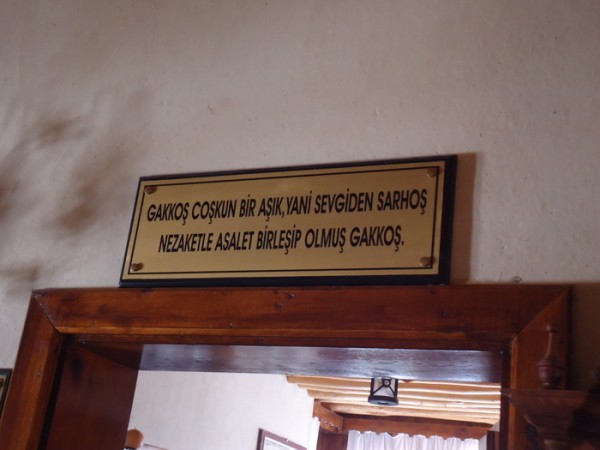 GAKKOŞ COŞKUN BİR AŞIK,YANİ SEVGİDEN SARHOŞ
NEZAKETLE ASALET BİRLEŞİP OLMUŞ GAKKOŞ.